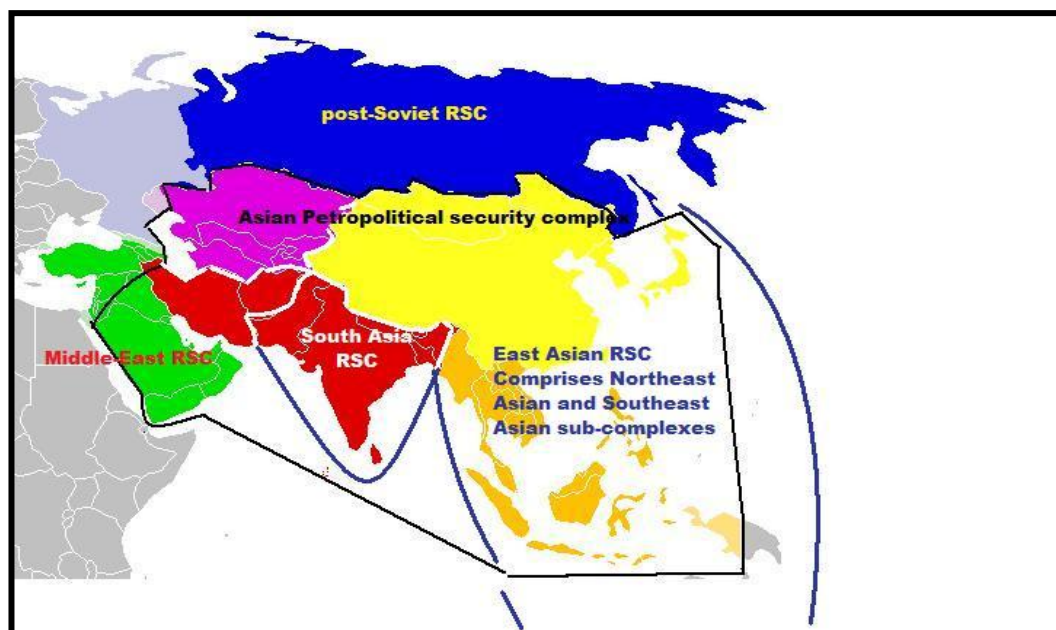 post-Soviet RSC
Asian Petropolitical security complex
South Asia
RSC
Middle-East RSC
East Asian RSC
Comprises Northeast
Asian and Southeast
Asian sub-complexes